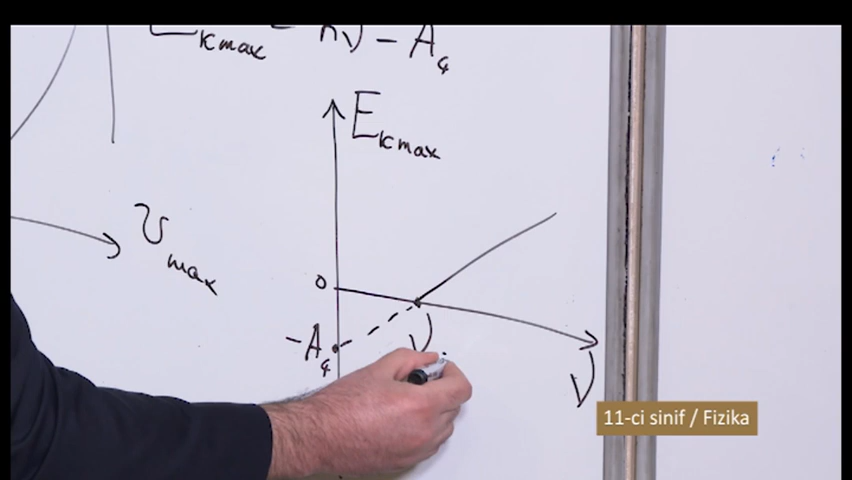 E_kmax = hν – A_ç
E_kmax
υ_max
0
–A_ç
ν
ν
11-ci sinif / Fizika